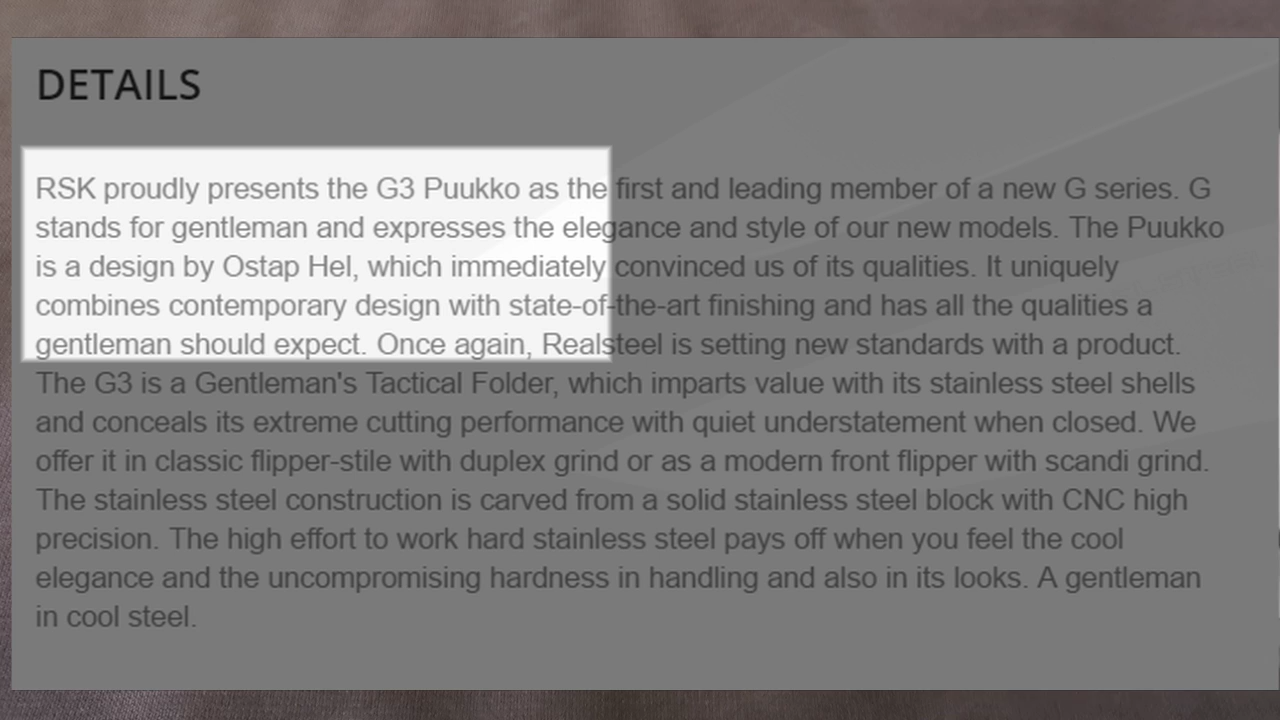 DETAILS
RSK proudly presents the G3 Puukko as the first and leading member of a new G series. G
stands for gentleman and expresses the elegance and style of our new models. The Puukko
is a design by Ostap Hel, which immediately convinced us of its qualities. It uniquely
combines contemporary design with state-of-the-art finishing and has all the qualities a
gentleman should expect. Once again, Realsteel is setting new standards with a product.
The G3 is a Gentleman's Tactical Folder, which imparts value with its stainless steel shells
and conceals its extreme cutting performance with quiet understatement when closed. We
offer it in classic flipper-stile with duplex grind or as a modern front flipper with scandi grind.
The stainless steel construction is carved from a solid stainless steel block with CNC high
precision. The high effort to work hard stainless steel pays off when you feel the cool
elegance and the uncompromising hardness in handling and also in its looks. A gentleman
in cool steel.